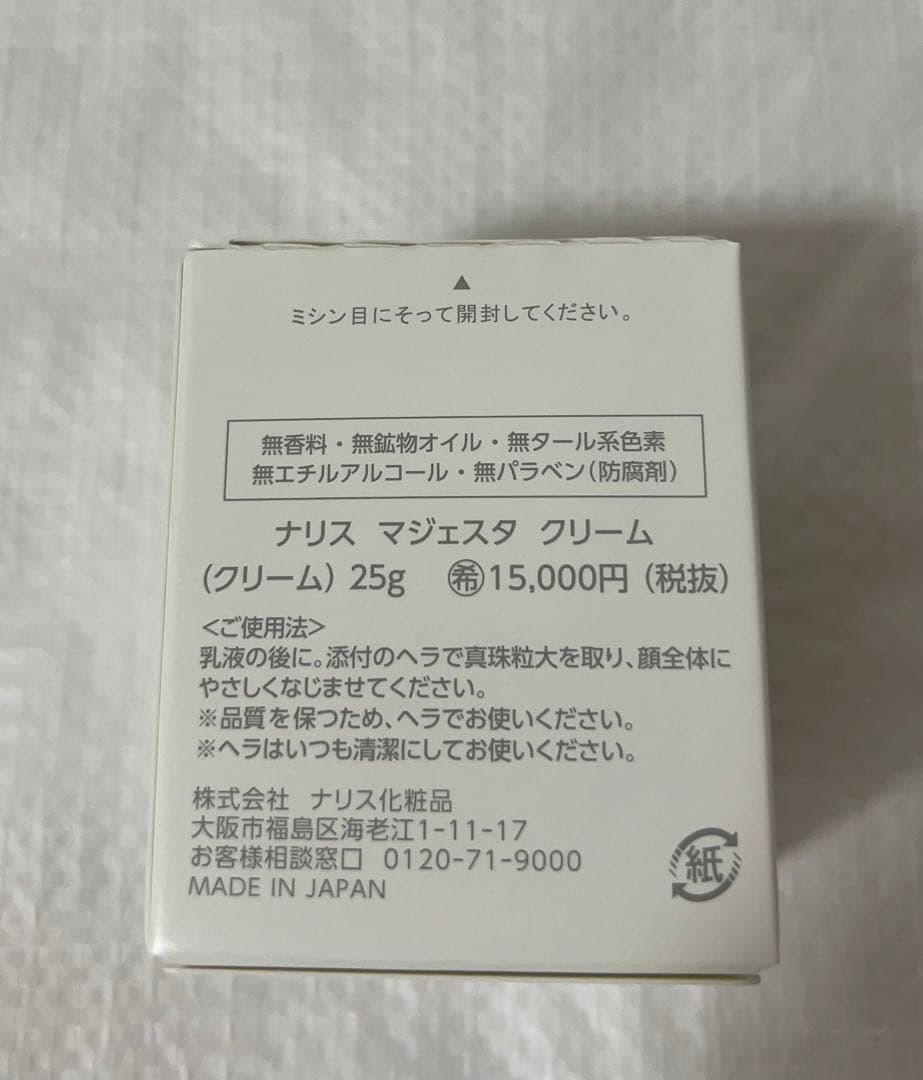 ▲
ミシン目にそって開封してください。
無香料・無鉱物オイル・無タール系色素
無エチルアルコール・無パラベン(防腐剤)
ナリス マジェスタ クリーム
(クリーム) 25g ㊝15,000円 (税抜)
<ご使用法>
乳液の後に。添付のヘラで真珠粒大を取り、顔全体に
やさしくなじませてください。
※品質を保つため、ヘラでお使いください。
※ヘラはいつも清潔にしてお使いください。
株式会社 ナリス化粧品
大阪市福島区海老江1-11-17
お客様相談窓口 0120-71-9000
MADE IN JAPAN
紙